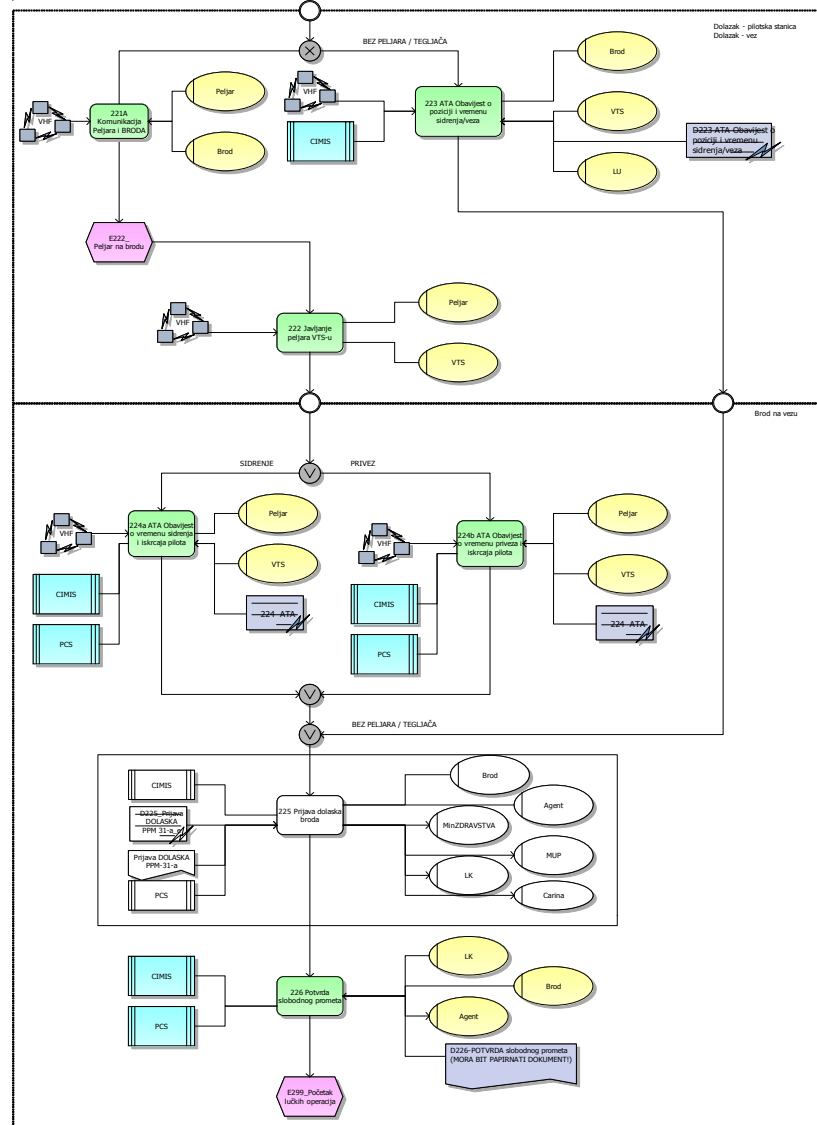 Dolazak - pilotska stanica
Dolazak - vez
BEZ PELJARA / TEGLJAČA
VHF
221A
Komunikacija
Peljara i BRODA
Peljar
Brod
VHF
CIMIS
223 ATA Obavijest o
poziciji i vremenu
sidrenja/veza
Brod
VTS
LU
D223 ATA Obavijest o
poziciji i vremenu
sidrenja/veza
E222_
Peljar na brodu
VHF
222 Javljanje
peljara VTS-u
Peljar
VTS
Brod na vezu
SIDRENJE
PRIVEZ
VHF
CIMIS
PCS
224a ATA Obavijest
o vremenu sidrenja
i iskrcaja pilota
Peljar
VTS
224 ATA
VHF
CIMIS
PCS
224b ATA Obavijest
o vremenu priveza i
iskrcaja pilota
Peljar
VTS
224 ATA
BEZ PELJARA / TEGLJAČA
CIMIS
D225_Prijava
DOLASKA
PPM 31-a_e
Prijava DOLASKA
PPM-31-a
PCS
225 Prijava dolaska
broda
Brod
Agent
MinZDRAVSTVA
MUP
LK
Carina
CIMIS
PCS
226 Potvrda
slobodnog prometa
LK
Brod
Agent
D226-POTVRDA slobodnog prometa
(MORA BIT PAPIRNATI DOKUMENT!)
E299_Početak
lučkih operacija